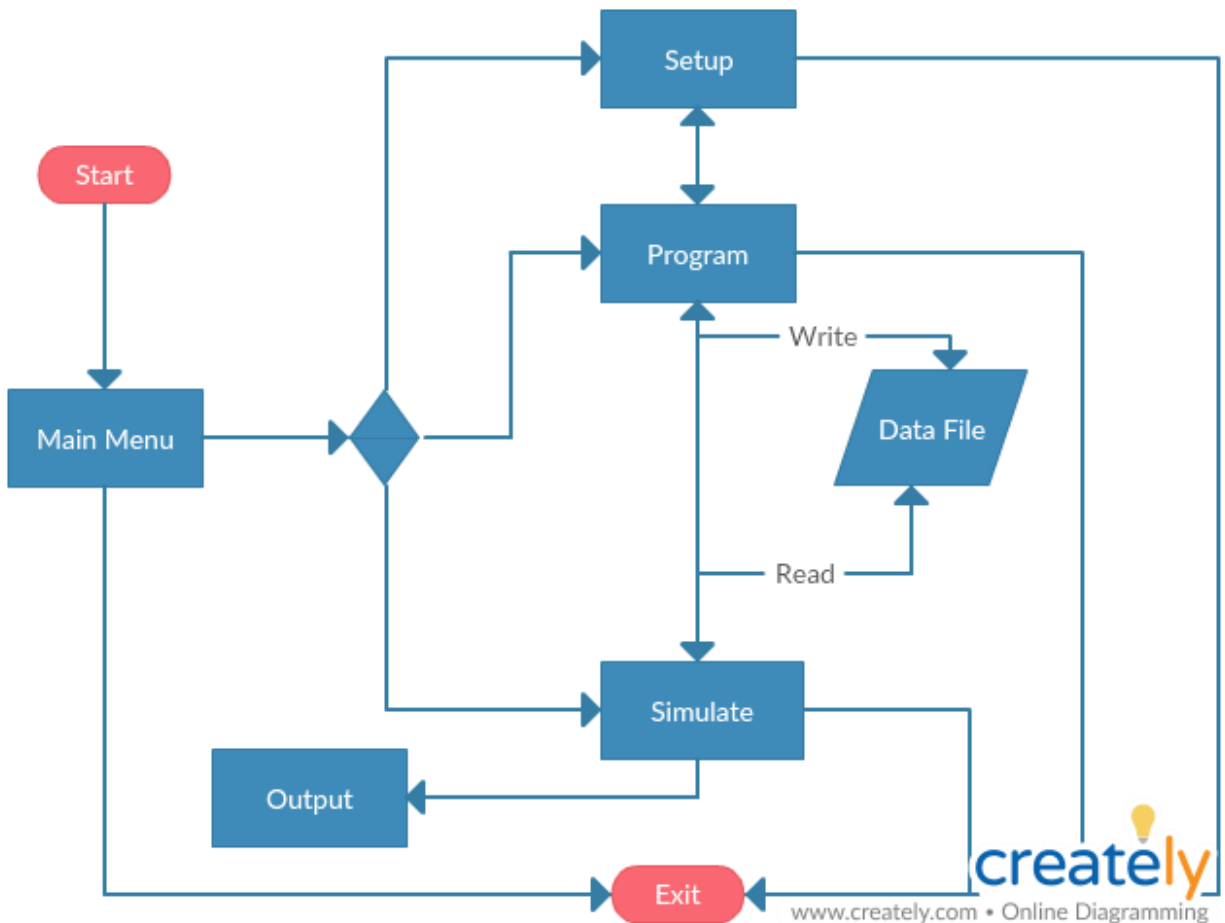 Setup
Start
Program
Write
Main Menu
Data File
Read
Simulate
Output
Exit
creately
www.creately.com • Online Diagramming